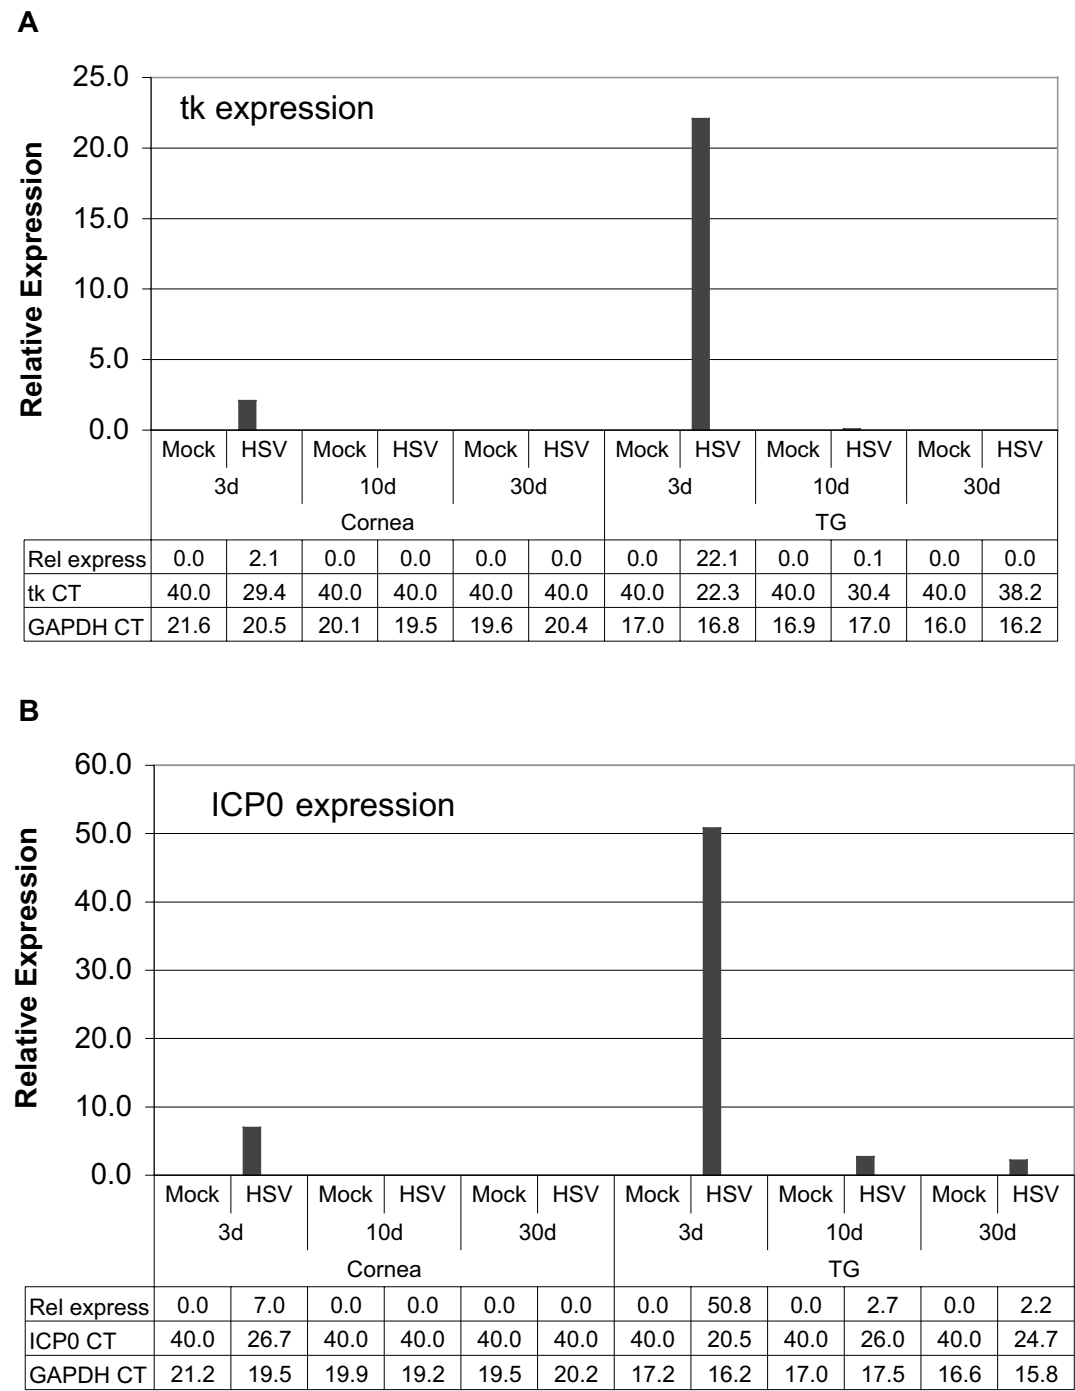 A
25.0
tk expression
20.0
15.0
10.0
5.0
0.0
Relative Expression
Mock HSV Mock HSV Mock HSV Mock HSV Mock HSV Mock HSV
3d 10d 30d 3d 10d 30d
Cornea TG
Rel express 0.0 2.1 0.0 0.0 0.0 0.0 0.0 22.1 0.0 0.1 0.0 0.0
tk CT 40.0 29.4 40.0 40.0 40.0 40.0 40.0 22.3 40.0 30.4 40.0 38.2
GAPDH CT 21.6 20.5 20.1 19.5 19.6 20.4 17.0 16.8 16.9 17.0 16.0 16.2
B
60.0
ICP0 expression
50.0
40.0
30.0
20.0
10.0
0.0
Relative Expression
Mock HSV Mock HSV Mock HSV Mock HSV Mock HSV Mock HSV
3d 10d 30d 3d 10d 30d
Cornea TG
Rel express 0.0 7.0 0.0 0.0 0.0 0.0 0.0 50.8 0.0 2.7 0.0 2.2
ICP0 CT 40.0 26.7 40.0 40.0 40.0 40.0 40.0 20.5 40.0 26.0 40.0 24.7
GAPDH CT 21.2 19.5 19.9 19.2 19.5 20.2 17.2 16.2 17.0 17.5 16.6 15.8